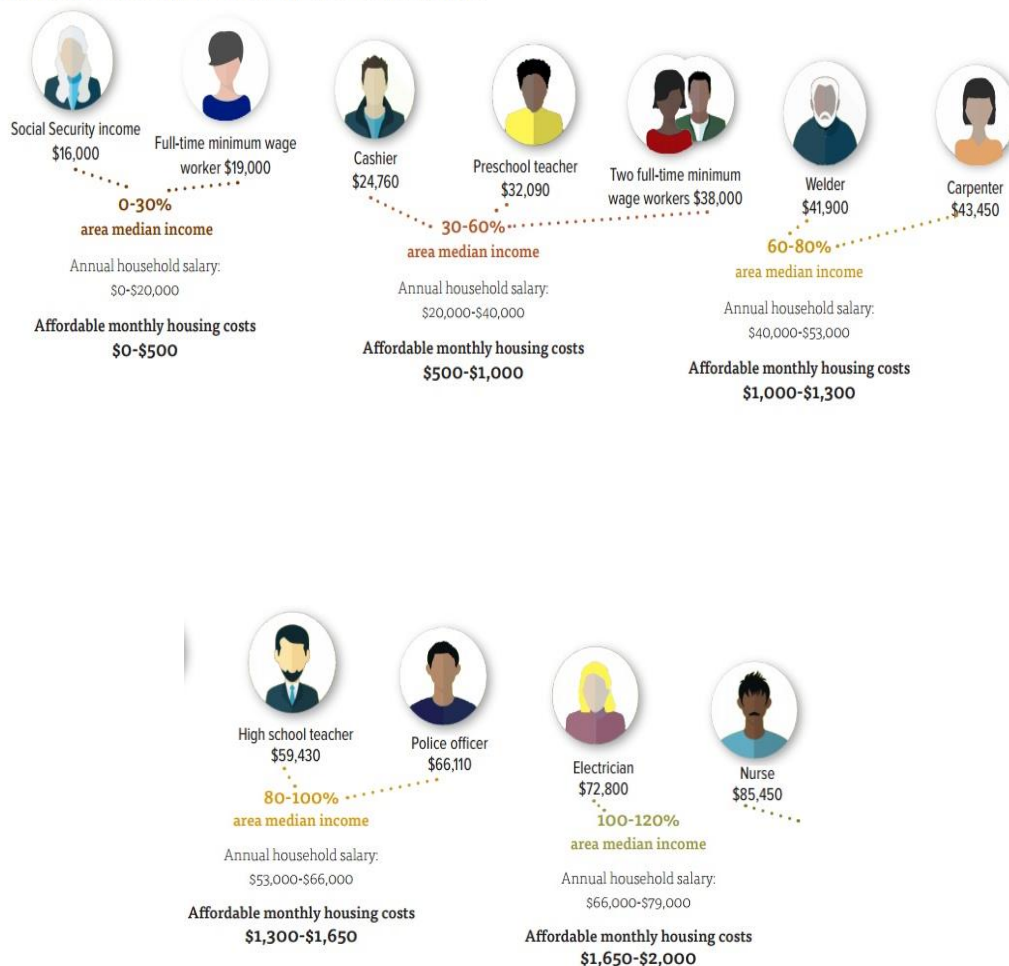 Social Security income
$16,000
Full-time minimum wage
worker $19,000
0-30%
area median income
Annual household salary:
$0-$20,000
Affordable monthly housing costs
$0-$500
Cashier
$24,760
Preschool teacher
$32,090
Two full-time minimum
wage workers $38,000
30-60%
area median income
Annual household salary:
$20,000-$40,000
Affordable monthly housing costs
$500-$1,000
Welder
$41,900
Carpenter
$43,450
60-80%
area median income
Annual household salary:
$40,000-$53,000
Affordable monthly housing costs
$1,000-$1,300
High school teacher
$59,430
Police officer
$66,110
80-100%
area median income
Annual household salary:
$53,000-$66,000
Affordable monthly housing costs
$1,300-$1,650
Electrician
$72,800
Nurse
$85,450
100-120%
area median income
Annual household salary:
$66,000-$79,000
Affordable monthly housing costs
$1,650-$2,000